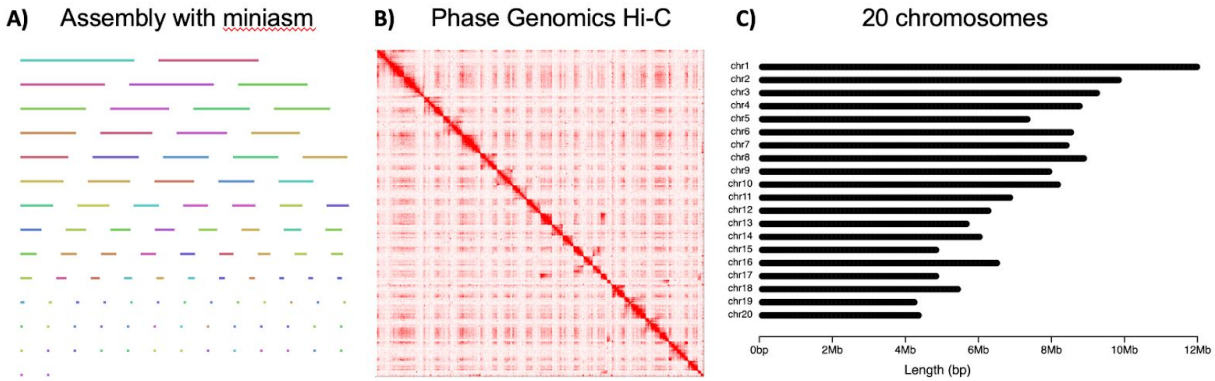 A) Assembly with miniasm
B) Phase Genomics Hi-C
C) 20 chromosomes
chr1
chr2
chr3
chr4
chr5
chr6
chr7
chr8
chr9
chr10
chr11
chr12
chr13
chr14
chr15
chr16
chr17
chr18
chr19
chr20
0bp 2Mb 4Mb 6Mb 8Mb 10Mb 12Mb
Length (bp)